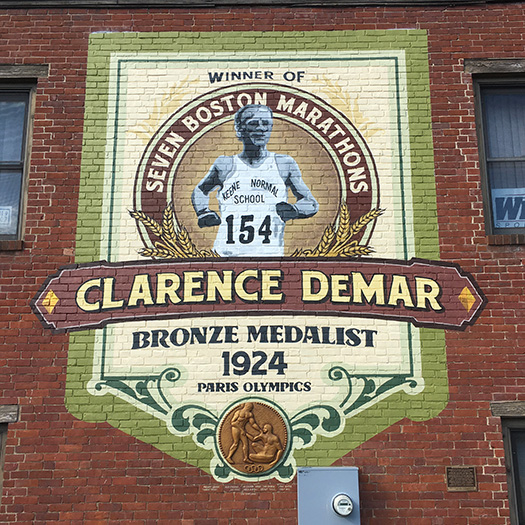 WINNER OF
SEVEN BOSTON MARATHONS
KEENE NORMAL
SCHOOL
154
CLARENCE DEMAR
BRONZE MEDALIST
1924
PARIS OLYMPICS